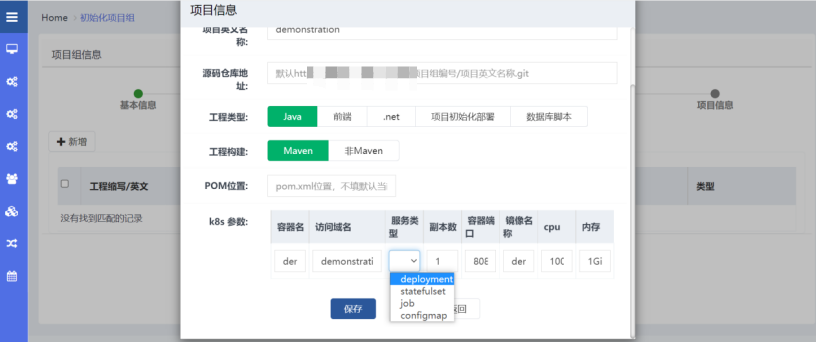 Home > 初始化项目组
项目信息
项目组信息
项目英文名称:
demonstration
源码仓库地址:
默认htt 项目组编号/项目英文名称.git
基本信息
项目信息
工程类型:
Java 前端 .net 项目初始化部署 数据库脚本
新增
工程构建:
Maven 非Maven
工程缩写/英文
类型
POM位置:
pom.xml位置, 不填默认当
没有找到匹配的记录
k8s 参数:
容器名 访问域名 服务类型 副本数 容器端口 镜像名称 cpu 内存
der demonstrati 1 808 der 100 1Gi
deployment
statefulset
job
configmap
保存
返回